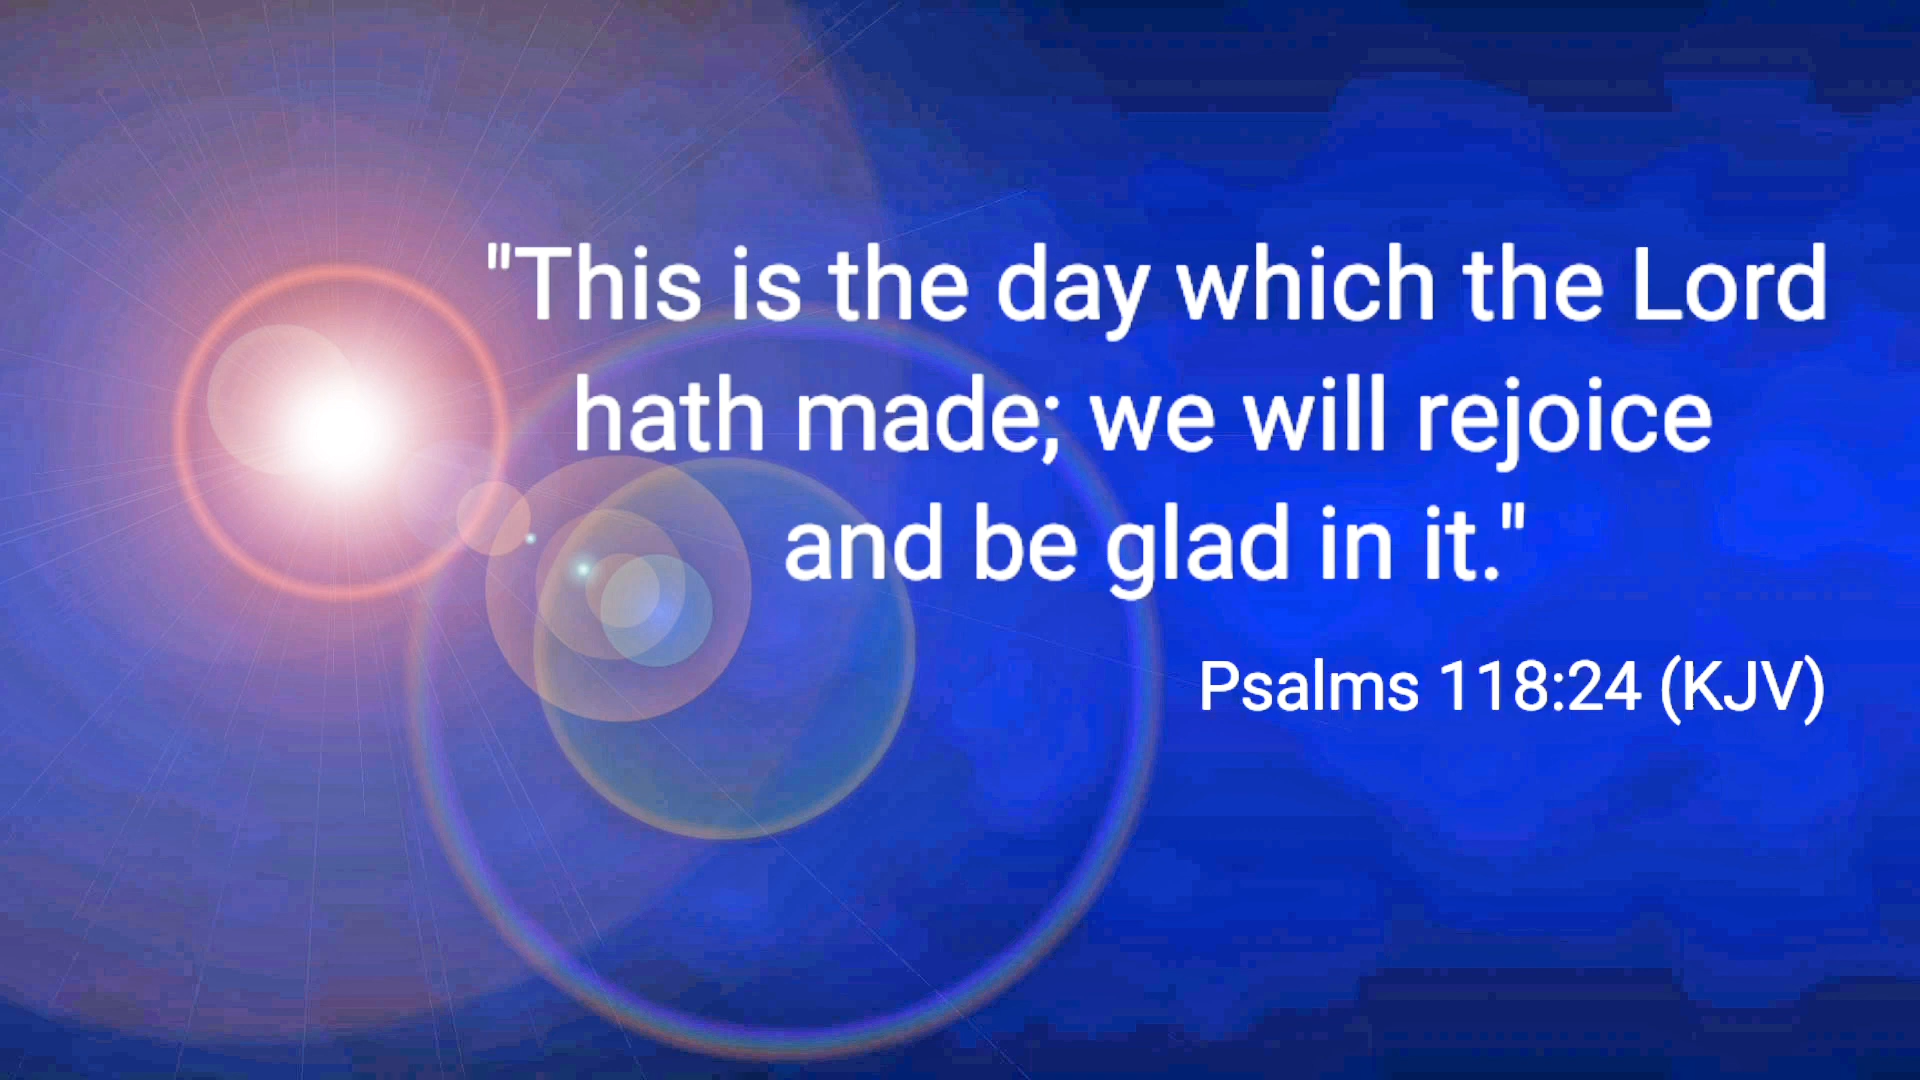 "This is the day which the Lord
hath made; we will rejoice
and be glad in it."
Psalms 118:24 (KJV)